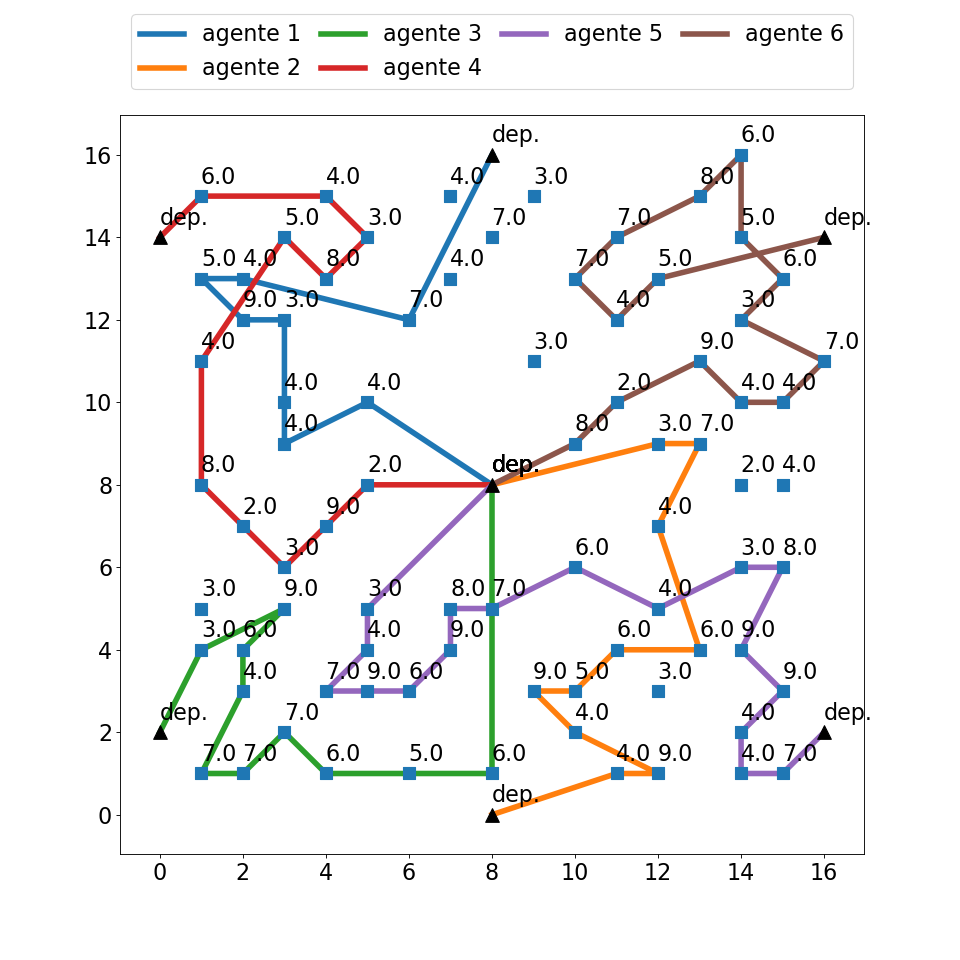 agente 1 agente 3 agente 5 agente 6
agente 2 agente 4
dep. 6.0
16
6.0 4.0 4.0 3.0 8.0
dep. 5.0 3.0 7.0 7.0 5.0 dep.
14
5.0 4.0 8.0 4.0 7.0 5.0 6.0
9.0 3.0 7.0 4.0 3.0
12
4.0 3.0 9.0 7.0
4.0 4.0 2.0 4.0 4.0
10
4.0 8.0 3.0 7.0
8.0 2.0 dep. dep. 2.0 4.0
8
2.0 9.0 4.0
3.0 6.0 3.0 8.0
6
3.0 9.0 3.0 8.0 7.0 4.0
3.0 6.0 4.0 9.0 6.0 6.0 9.0
4
4.0 7.0 9.0 6.0 9.0 5.0 3.0 9.0
dep. 7.0 4.0 4.0 dep.
2
7.0 7.0 6.0 5.0 6.0 4.0 9.0 4.0 7.0
dep.
0
0 2 4 6 8 10 12 14 16